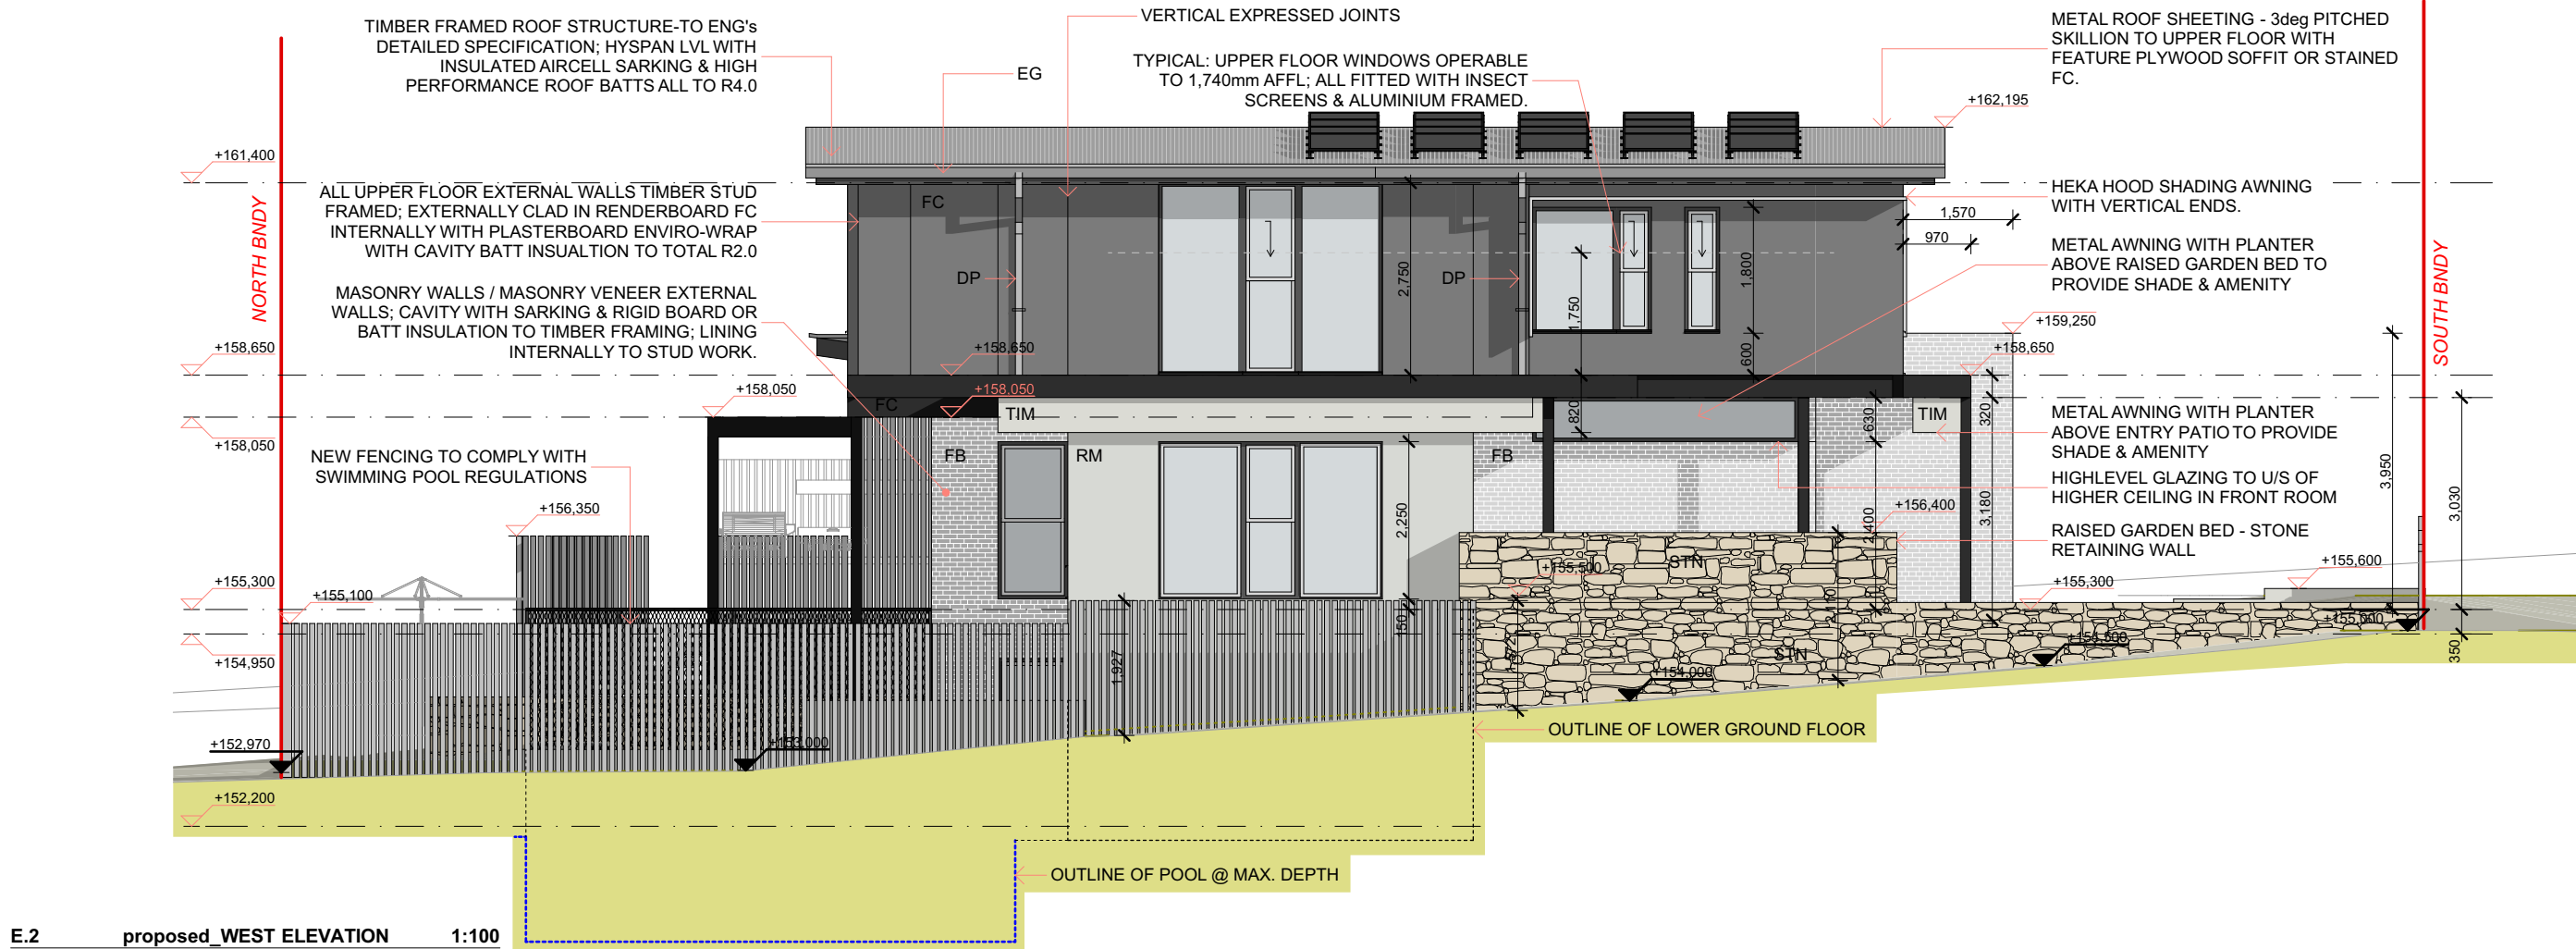 TIMBER FRAMED ROOF STRUCTURE-TO ENG's
DETAILED SPECIFICATION; HYSPAN LVL WITH
INSULATED AIRCELL SARKING & HIGH
PERFORMANCE ROOF BATTS ALL TO R4.0
EG
VERTICAL EXPRESSED JOINTS
TYPICAL: UPPER FLOOR WINDOWS OPERABLE
TO 1,740mm AFFL; ALL FITTED WITH INSECT
SCREENS & ALUMINIUM FRAMED.
METAL ROOF SHEETING - 3deg PITCHED
SKILLION TO UPPER FLOOR WITH
FEATURE PLYWOOD SOFFIT OR STAINED
FC.
+162,195
+161,400
NORTH BNDY
ALL UPPER FLOOR EXTERNAL WALLS TIMBER STUD
FRAMED; EXTERNALLY CLAD IN RENDERBOARD FC
INTERNALLY WITH PLASTERBOARD ENVIRO-WRAP
WITH CAVITY BATT INSUALTION TO TOTAL R2.0
MASONRY WALLS / MASONRY VENEER EXTERNAL
WALLS; CAVITY WITH SARKING & RIGID BOARD OR
BATT INSULATION TO TIMBER FRAMING; LINING
INTERNALLY TO STUD WORK.
FC
DP
DP
2,750
1,750
1,800
600
820
HEKA HOOD SHADING AWNING
WITH VERTICAL ENDS.
1,570
970
METAL AWNING WITH PLANTER
ABOVE RAISED GARDEN BED TO
PROVIDE SHADE & AMENITY
SOUTH BNDY
+159,250
+158,650
+158,650
+158,650
+158,050
+158,050
+158,050
FC
TIM
TIM
FB
RM
FB
NEW FENCING TO COMPLY WITH
SWIMMING POOL REGULATIONS
METAL AWNING WITH PLANTER
ABOVE ENTRY PATIO TO PROVIDE
SHADE & AMENITY
HIGHLEVEL GLAZING TO U/S OF
HIGHER CEILING IN FRONT ROOM
RAISED GARDEN BED - STONE
RETAINING WALL
630
320
3,950
3,030
3,180
2,400
2,250
150
2,110
1,927
350
+156,350
+156,400
+155,600
+155,500
+155,300
+155,300
+155,100
+155,000
+154,950
+154,000
STN
STN
+153,000
+152,970
+152,200
OUTLINE OF LOWER GROUND FLOOR
OUTLINE OF POOL @ MAX. DEPTH
E.2 proposed_WEST ELEVATION 1:100